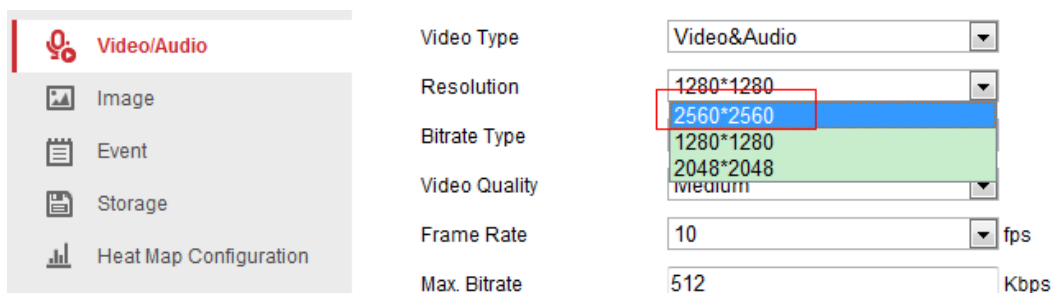 Video/Audio
Image
Event
Storage
Heat Map Configuration
Video Type Video&Audio
Resolution 1280*1280
2560*2560
Bitrate Type
1280*1280
2048*2048
Video Quality Medium
Frame Rate 10 fps
Max. Bitrate 512 Kbps